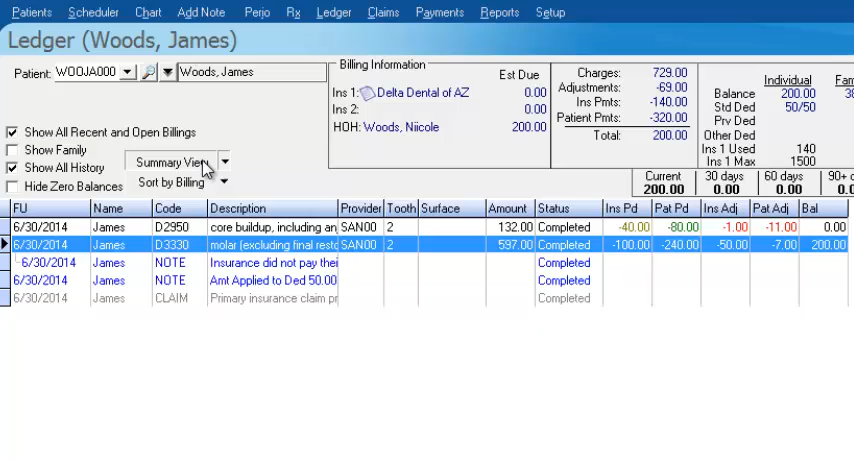 Patients Scheduler Chart Add Note Perio Rx Ledger Claims Payments Reports Setup
Ledger (Woods, James)
Patient: WOOJA000 Woods, James
Show All Recent and Open Billings
Show Family
Show All History
Hide Zero Balances
Summary View
Sort by Billing
Billing Information
Est Due
Ins 1: Delta Dental of AZ 0.00
Ins 2: 0.00
HOH: Woods, Niicole 200.00
Charges: 729.00
Adjustments: -69.00
Ins Pmts: -140.00
Patient Pmts: -320.00
Total: 200.00
Individual Fa
Balance 200.00 38
Std Ded 50/50
Prv Ded
Other Ded
Ins 1 Used 140
Ins 1 Max 1500
Current 30 days 60 days 90+ d
200.00 0.00 0.00 0.0
FU Name Code Description Provider Tooth Surface Amount Status Ins Pd Pat Pd Ins Adj Pat Adj Bal
6/30/2014 James D2950 core buildup, including an SAN00 2 132.00 Completed -40.00 -80.00 -1.00 -11.00 0.00
6/30/2014 James D3330 molar (excluding final resto SAN00 2 597.00 Completed -100.00 -240.00 -50.00 -7.00 200.00
6/30/2014 James NOTE Insurance did not pay thei Completed
6/30/2014 James NOTE Amt Applied to Ded 50.00 Completed
6/30/2014 James CLAIM Primary insurance claim pr Completed